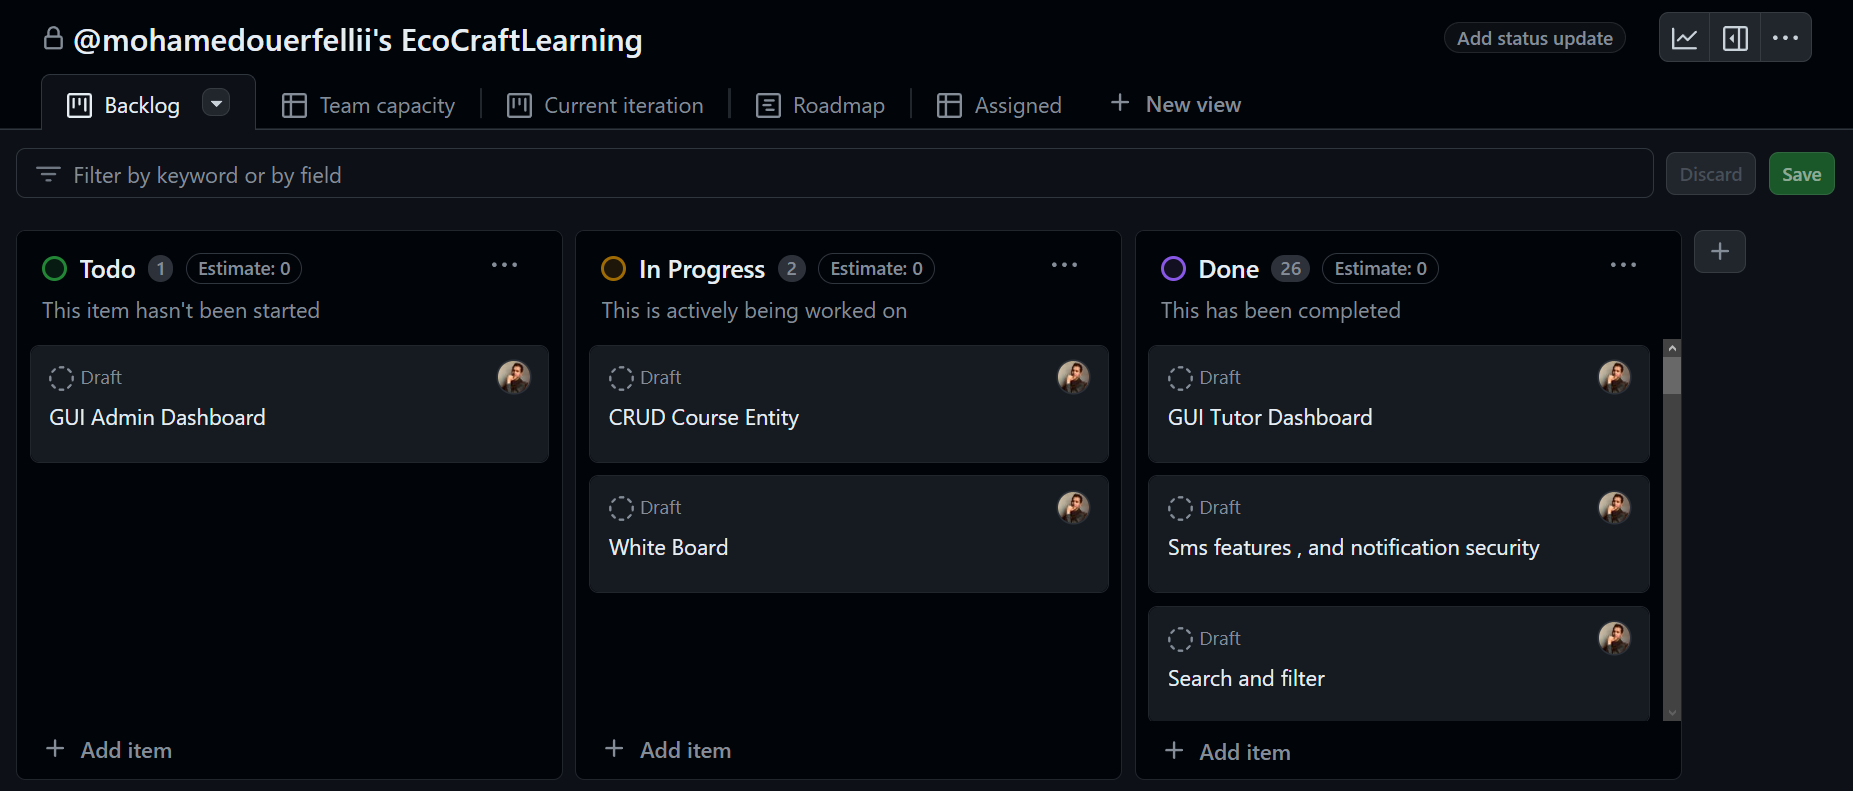 @mohamedouerfellii's EcoCraftLearning
Add status update
Backlog
Team capacity
Current iteration
Roadmap
Assigned
New view
Filter by keyword or by field
Discard
Save
Todo 1 Estimate: 0
This item hasn't been started
Draft
GUI Admin Dashboard
Add item
In Progress 2 Estimate: 0
This is actively being worked on
Draft
CRUD Course Entity
Draft
White Board
Add item
Done 26 Estimate: 0
This has been completed
Draft
GUI Tutor Dashboard
Draft
Sms features , and notification security
Draft
Search and filter
Add item